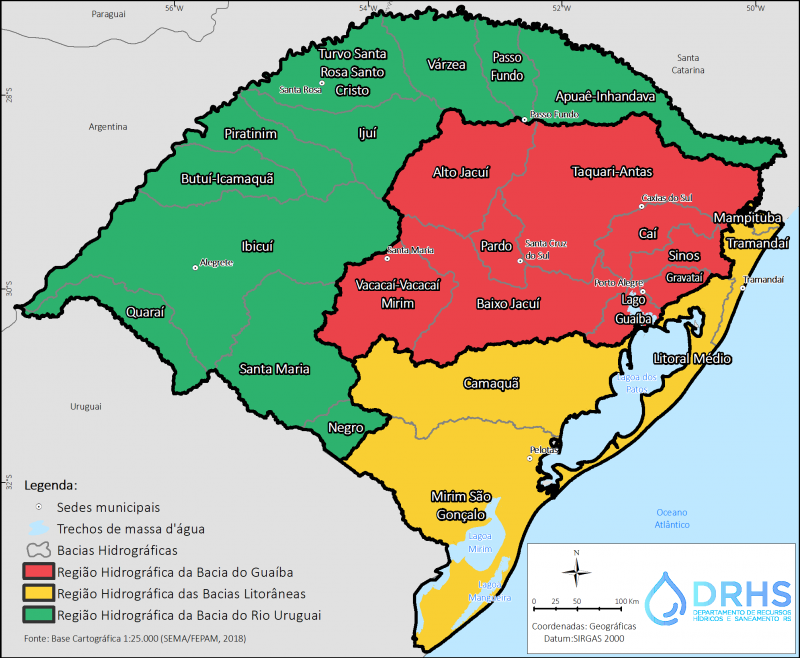 56°W
54°W
52°W
50°W
28°S
30°S
32°S
Paraguai
Argentina
Uruguai
Santa
Catarina
Oceano
Atlântico
Turvo Santa
Rosa Santo
Cristo
Santa Rosa
Várzea
Passo
Fundo
Apuaê-Inhandava
Passo Fundo
Piratinim
Ijuí
Butuí-Icamaquã
Alto Jacuí
Taquari-Antas
Caxias do Sul
Mampituba
Tramandaí
Ibicuí
Alegrete
Santa Maria
Pardo
Santa Cruz
do Sul
Caí
Sinos
Gravataí
Porto Alegre
Lago
Guaíba
Tramandaí
Vacacaí-Vacacaí
Mirim
Baixo Jacuí
Quaraí
Santa Maria
Litoral Médio
Lagoa dos
Patos
Camaquã
Negro
Pelotas
Mirim São
Gonçalo
Lagoa
Mirim
Lagoa
Mangueira
Legenda:
Sedes municipais
Trechos de massa d'água
Bacias Hidrográficas
Região Hidrográfica da Bacia do Guaíba
Região Hidrográfica das Bacias Litorâneas
Região Hidrográfica da Bacia do Rio Uruguai
Fonte: Base Cartográfica 1:25.000 (SEMA/FEPAM, 2018)
N
0 25 50 100 Km
Coordenadas: Geográficas
Datum:SIRGAS 2000
DRHS
DEPARTAMENTO DE RECURSOS
HÍDRICOS E SANEAMENTO RS